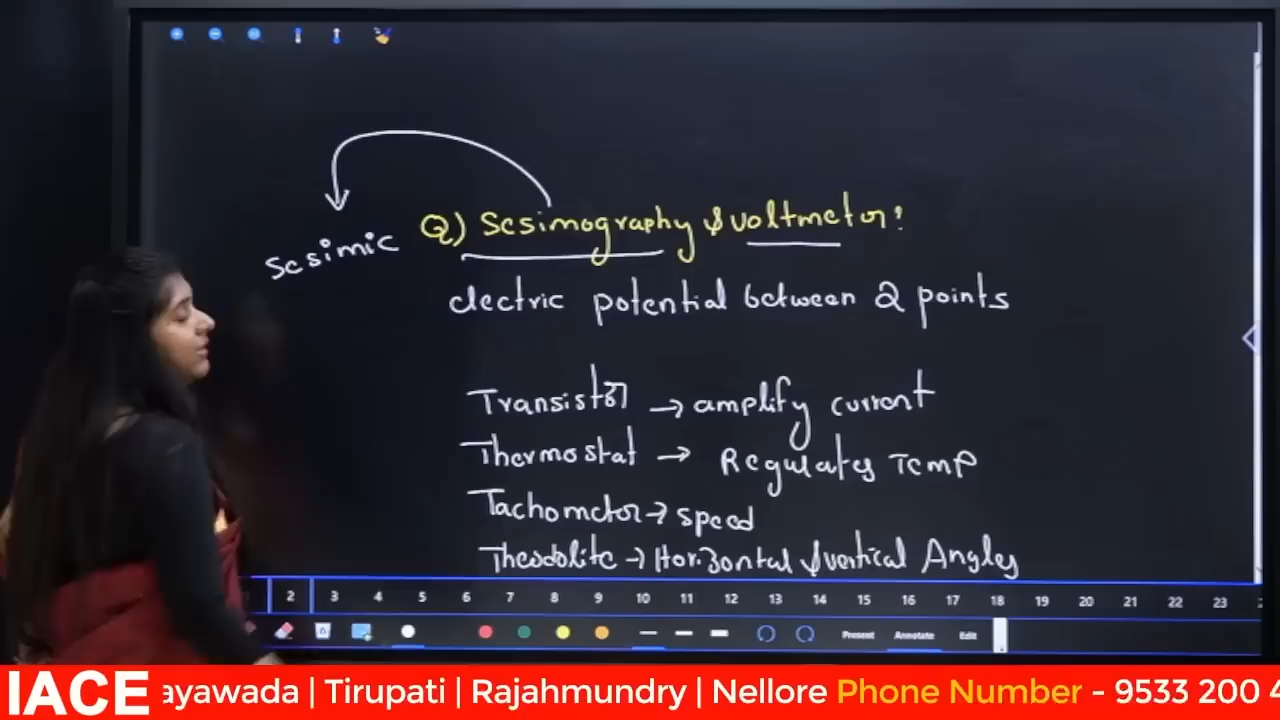 Q) Sesimography & voltmeter?
Sesimic
electric potential between 2 points
Transistor → amplify current
Thermostat → Regulates Temp
Tachometer → speed
Theodolite → Horizontal & vertical Angles
2 3 4 5 6 7 8 9 10 11 12 13 14 15 16 17 18 19 20 21 22 23
Present Annotate Edit
IACE ayawada | Tirupati | Rajahmundry | Nellore Phone Number - 9533 200 4